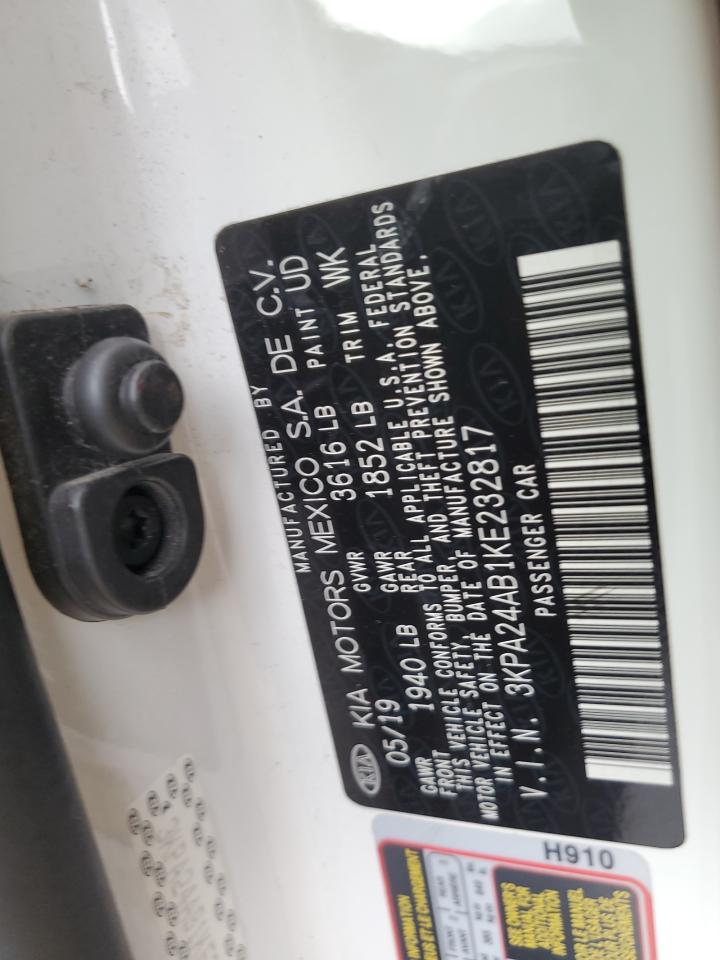 MANUFACTURED BY
KIA KIA MOTORS MEXICO S.A. DE C.V.
05/19 GVWR 3616 LB PAINT UD
GAWR FRONT 1940 LB GAWR REAR 1852 LB TRIM WK
THIS VEHICLE CONFORMS TO ALL APPLICABLE U.S.A. FEDERAL
MOTOR VEHICLE SAFETY, BUMPER, AND THEFT PREVENTION STANDARDS
IN EFFECT ON THE DATE OF MANUFACTURE SHOWN ABOVE.
V.I.N. 3KPA24AB1KE232817
PASSENGER CAR
H910